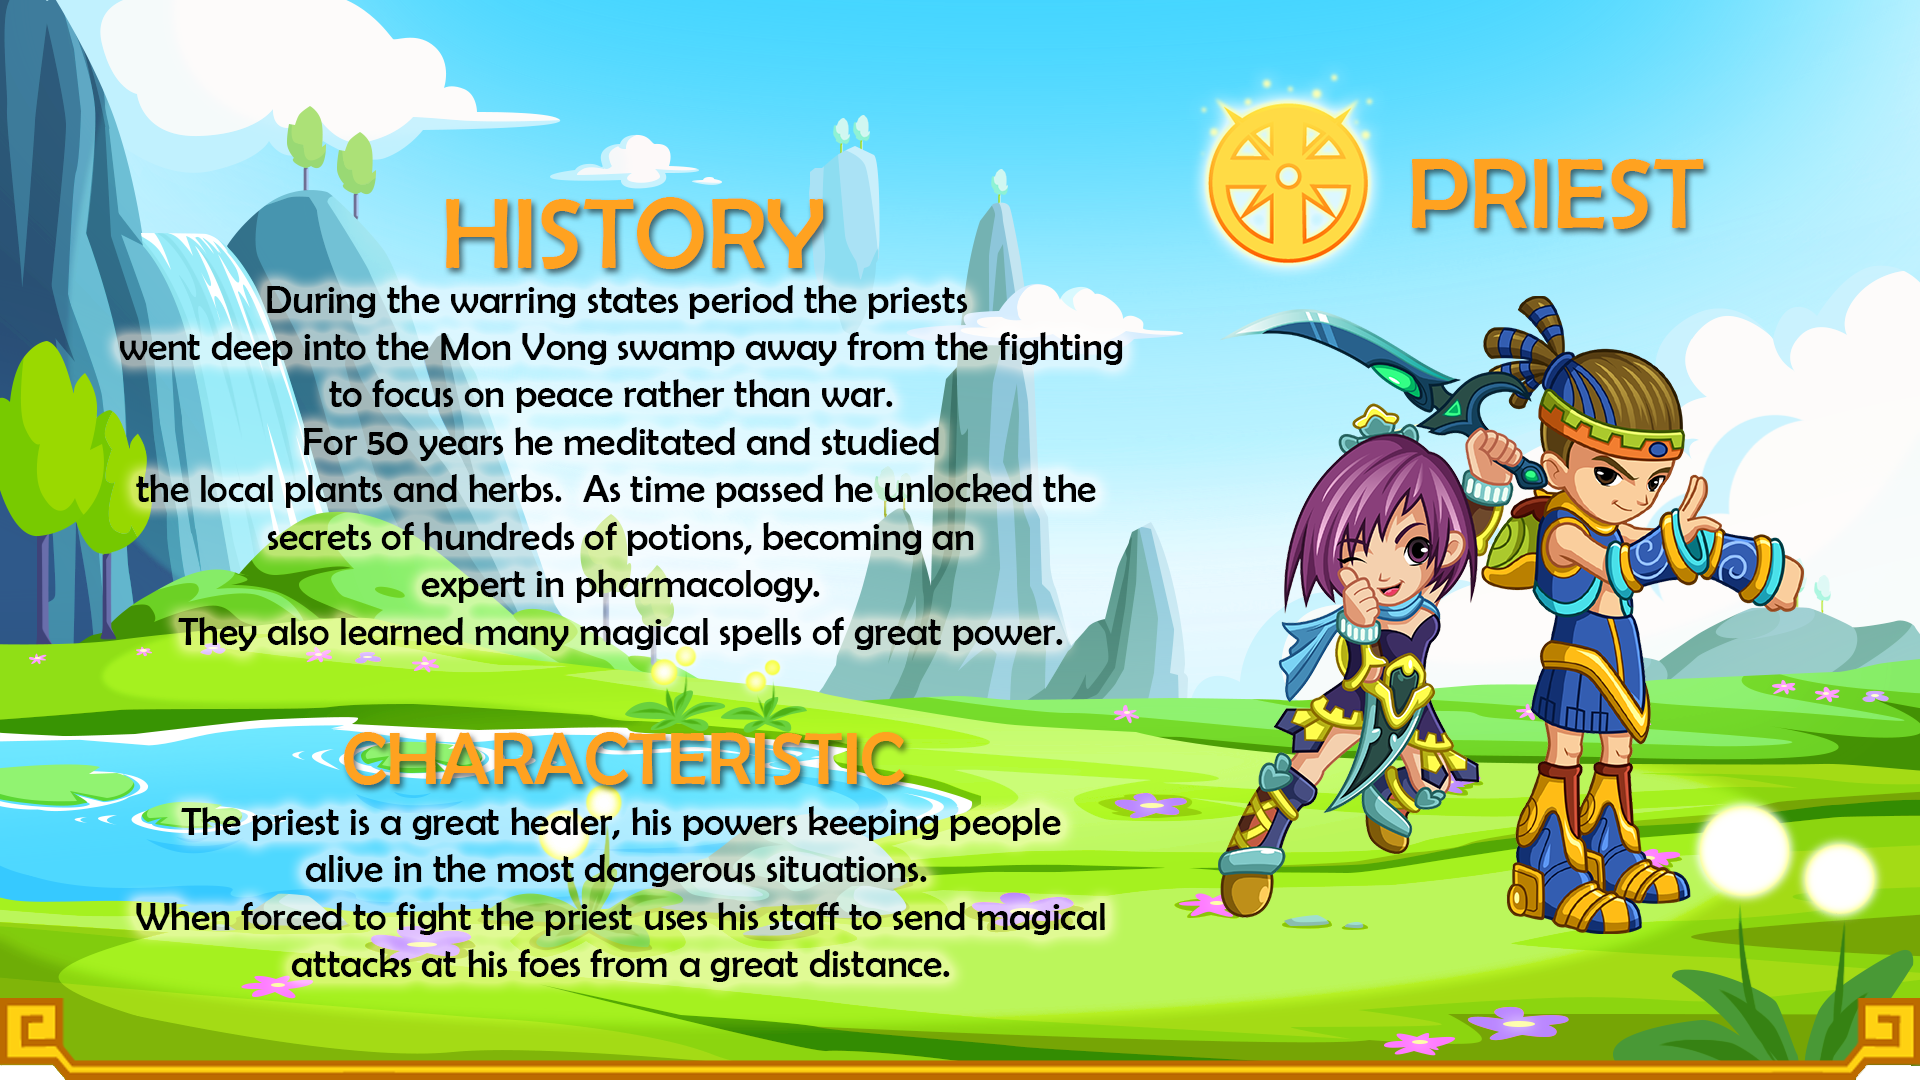 PRIEST
HISTORY
During the warring states period the priests
went deep into the Mon Vong swamp away from the fighting
to focus on peace rather than war.
For 50 years he meditated and studied
the local plants and herbs.  As time passed he unlocked the
secrets of hundreds of potions, becoming an
expert in pharmacology.
They also learned many magical spells of great power.
CHARACTERISTIC
The priest is a great healer, his powers keeping people
alive in the most dangerous situations.
When forced to fight the priest uses his staff to send magical
attacks at his foes from a great distance.